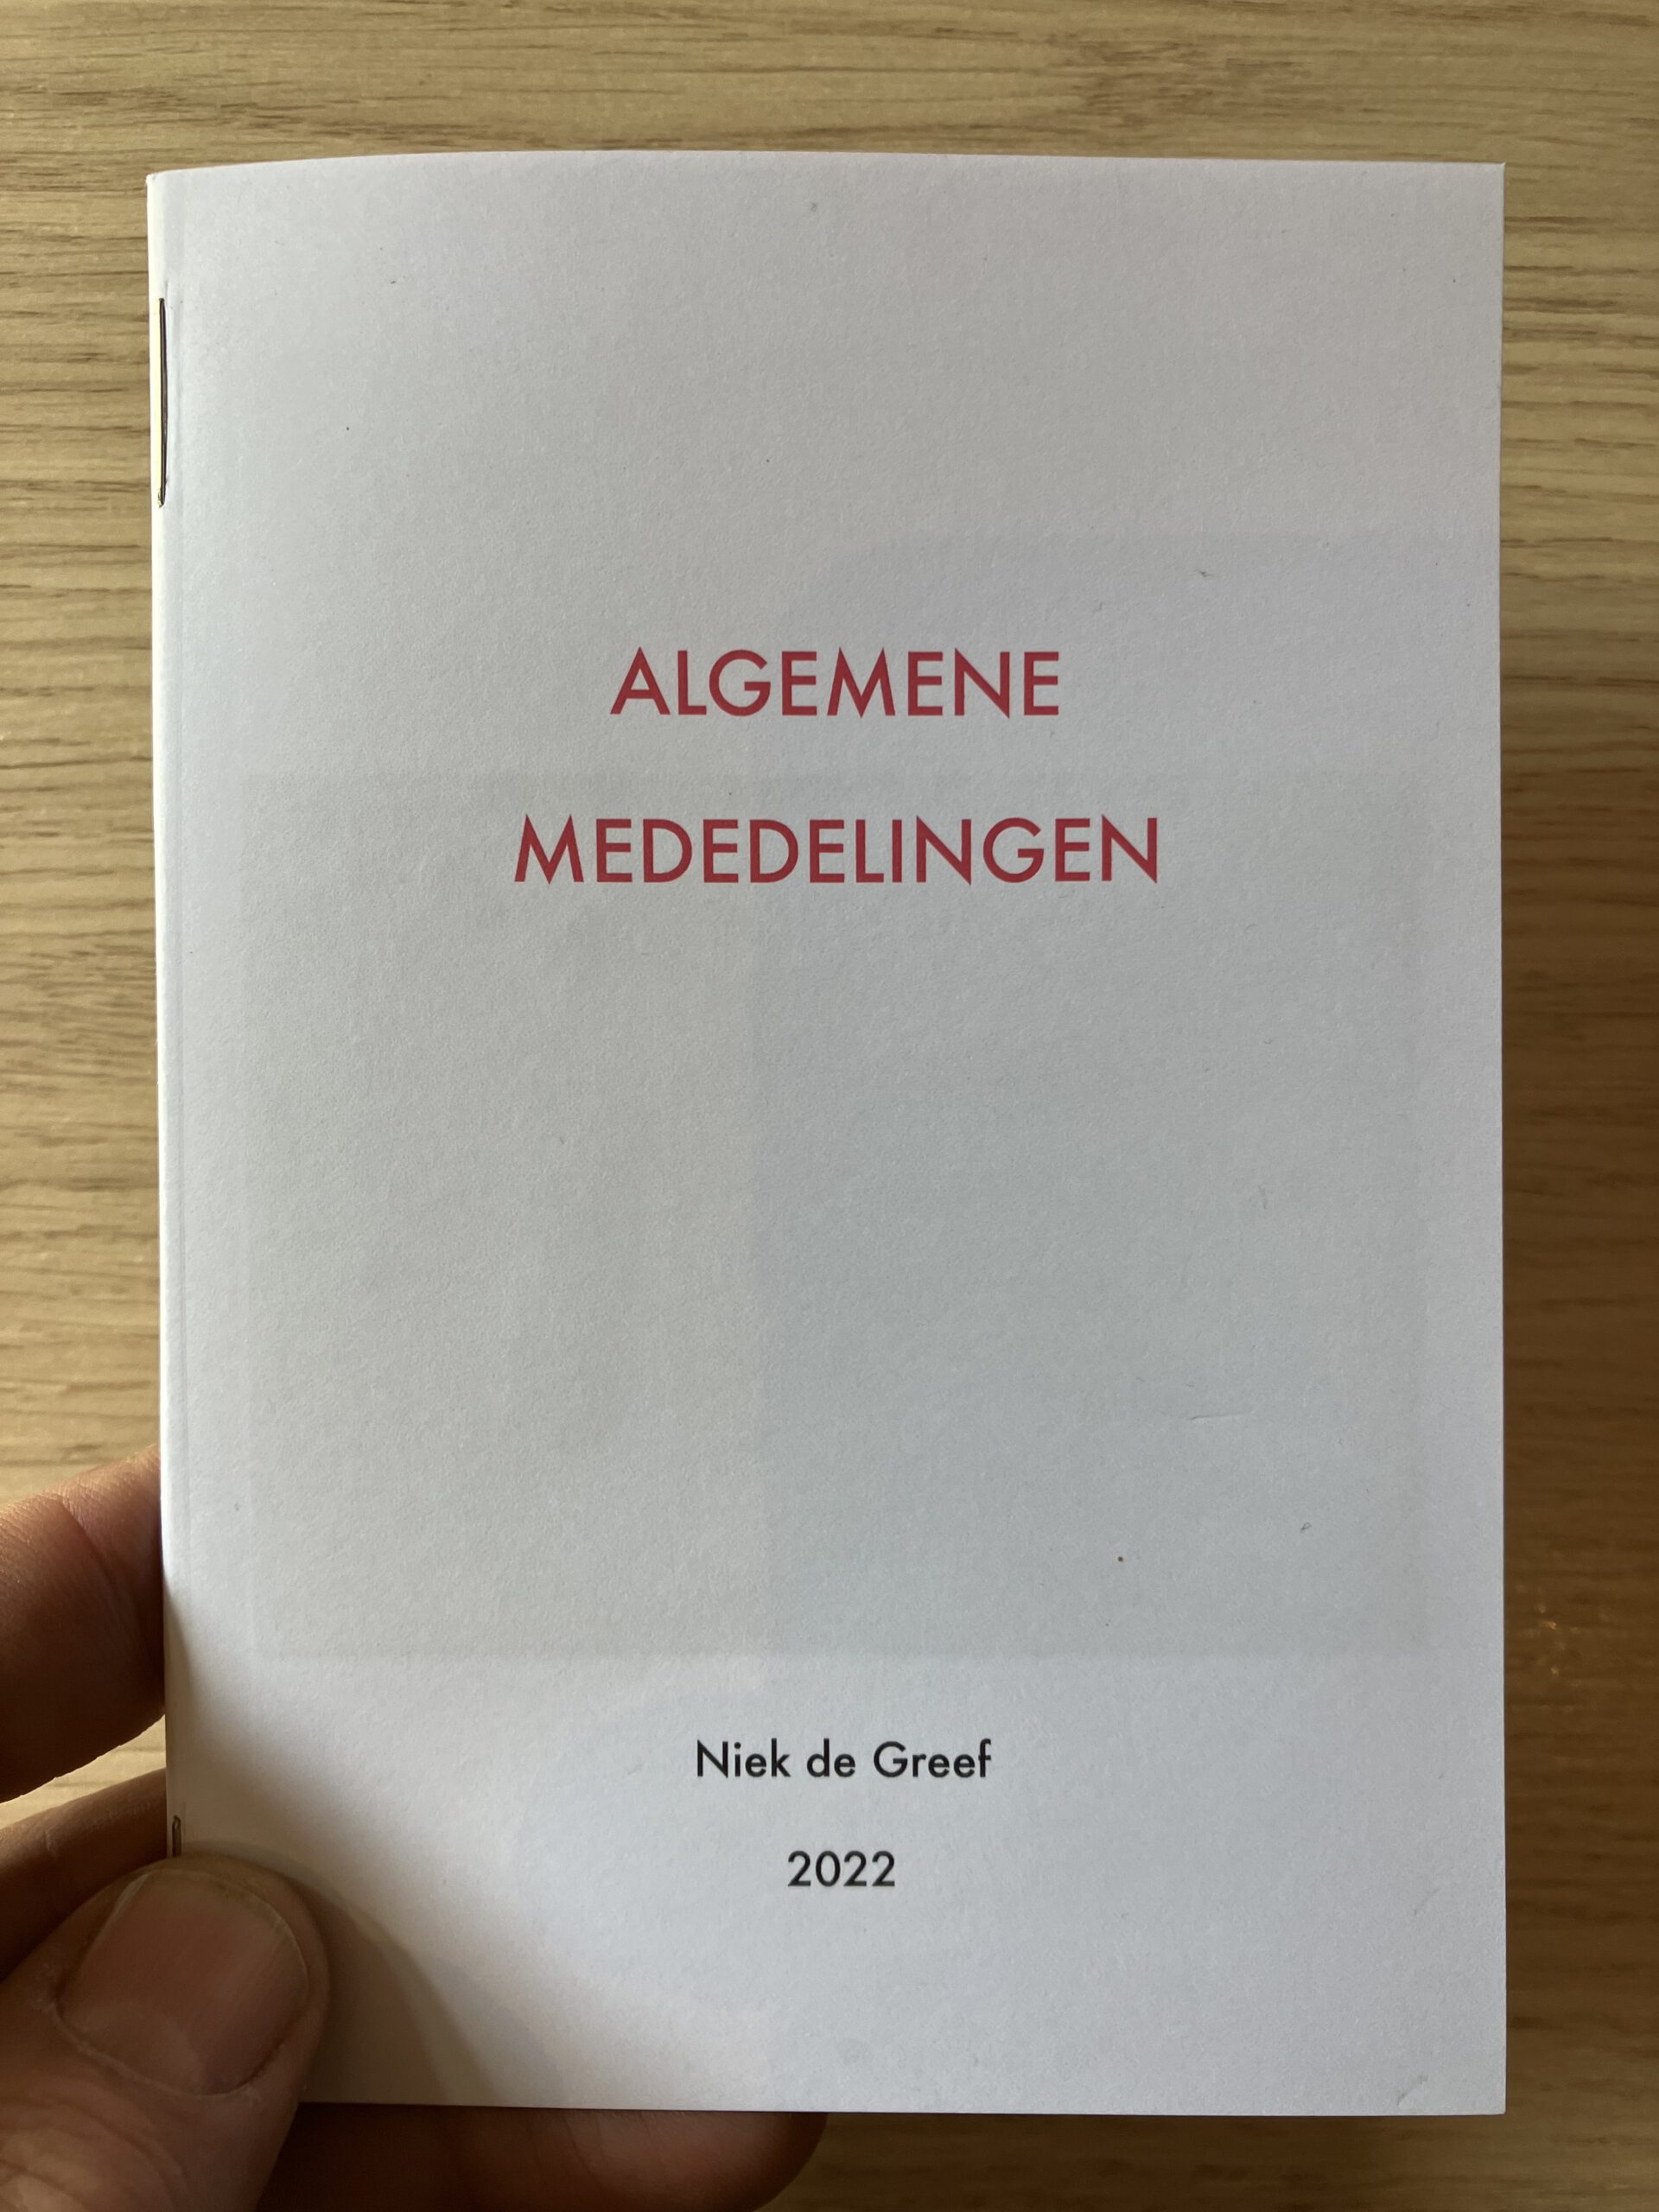 ALGEMENE
MEDEDELINGEN
Niek de Greef
2022